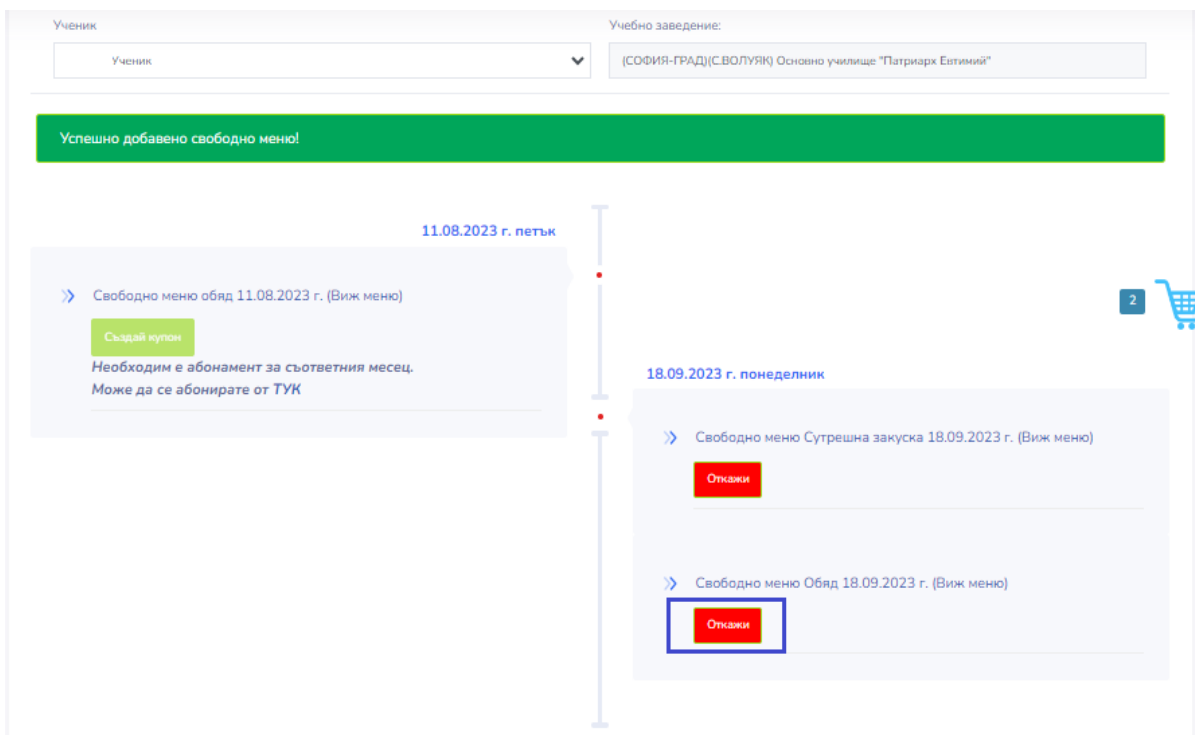 Ученик
Учебно заведение:
Ученик
(СОФИЯ-ГРАД)(С.ВОЛУЯК) Основно училище "Патриарх Евтимий"
Успешно добавено свободно меню!
11.08.2023 г. петък
Свободно меню обяд 11.08.2023 г. (Виж меню)
Създай купон
Необходим е абонамент за съответния месец.
Може да се абонирате от ТУК
2
18.09.2023 г. понеделник
Свободно меню Сутрешна закуска 18.09.2023 г. (Виж меню)
Откажи
Свободно меню Обяд 18.09.2023 г. (Виж меню)
Откажи